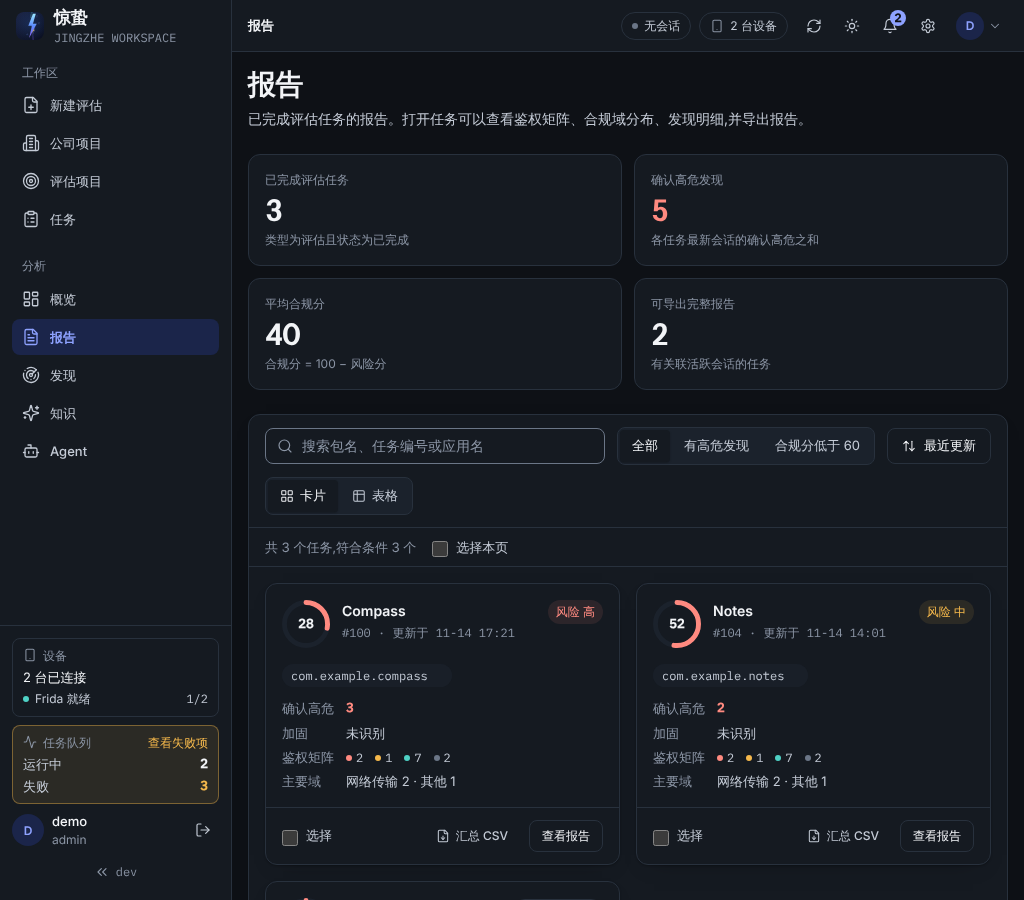 惊蛰
JINGZHE WORKSPACE
工作区
新建评估
公司项目
评估项目
任务
分析
概览
报告
发现
知识
Agent
设备
2 台已连接
Frida 就绪 1/2
任务队列 查看失败项
运行中 2
失败 3
D demo
admin
dev
报告 无会话 2 台设备 2 D
报告
已完成评估任务的报告。打开任务可以查看鉴权矩阵、合规域分布、发现明细,并导出报告。
已完成评估任务
3
类型为评估且状态为已完成
确认高危发现
5
各任务最新会话的确认高危之和
平均合规分
40
合规分 = 100 − 风险分
可导出完整报告
2
有关联活跃会话的任务
搜索包名、任务编号或应用名 全部 有高危发现 合规分低于 60 最近更新
卡片 表格
共 3 个任务,符合条件 3 个 选择本页
28 Compass 风险 高
#100 · 更新于 11-14 17:21
com.example.compass
确认高危 3
加固 未识别
鉴权矩阵 2 1 7 2
主要域 网络传输 2 · 其他 1
选择 汇总 CSV 查看报告
52 Notes 风险 中
#104 · 更新于 11-14 14:01
com.example.notes
确认高危 2
加固 未识别
鉴权矩阵 2 1 7 2
主要域 网络传输 2 · 其他 1
选择 汇总 CSV 查看报告